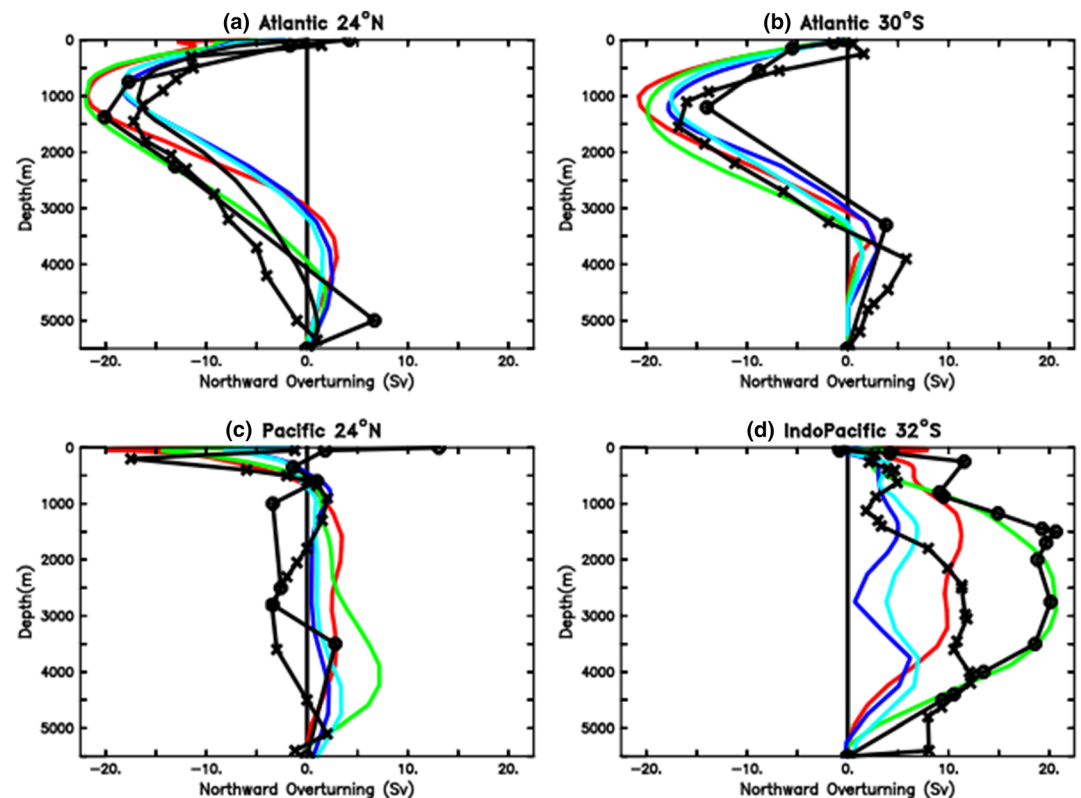 (a) Atlantic 24°N
0
1000
2000
3000
4000
5000
Depth(m)
−20. −10. 0. 10. 20.
Northward Overturning (Sv)
(b) Atlantic 30°S
0
1000
2000
3000
4000
5000
Depth(m)
−20. −10. 0. 10. 20.
Northward Overturning (Sv)
(c) Pacific 24°N
0
1000
2000
3000
4000
5000
Depth(m)
−20. −10. 0. 10. 20.
Northward Overturning (Sv)
(d) IndoPacific 32°S
0
1000
2000
3000
4000
5000
Depth(m)
−20. −10. 0. 10. 20.
Northward Overturning (Sv)